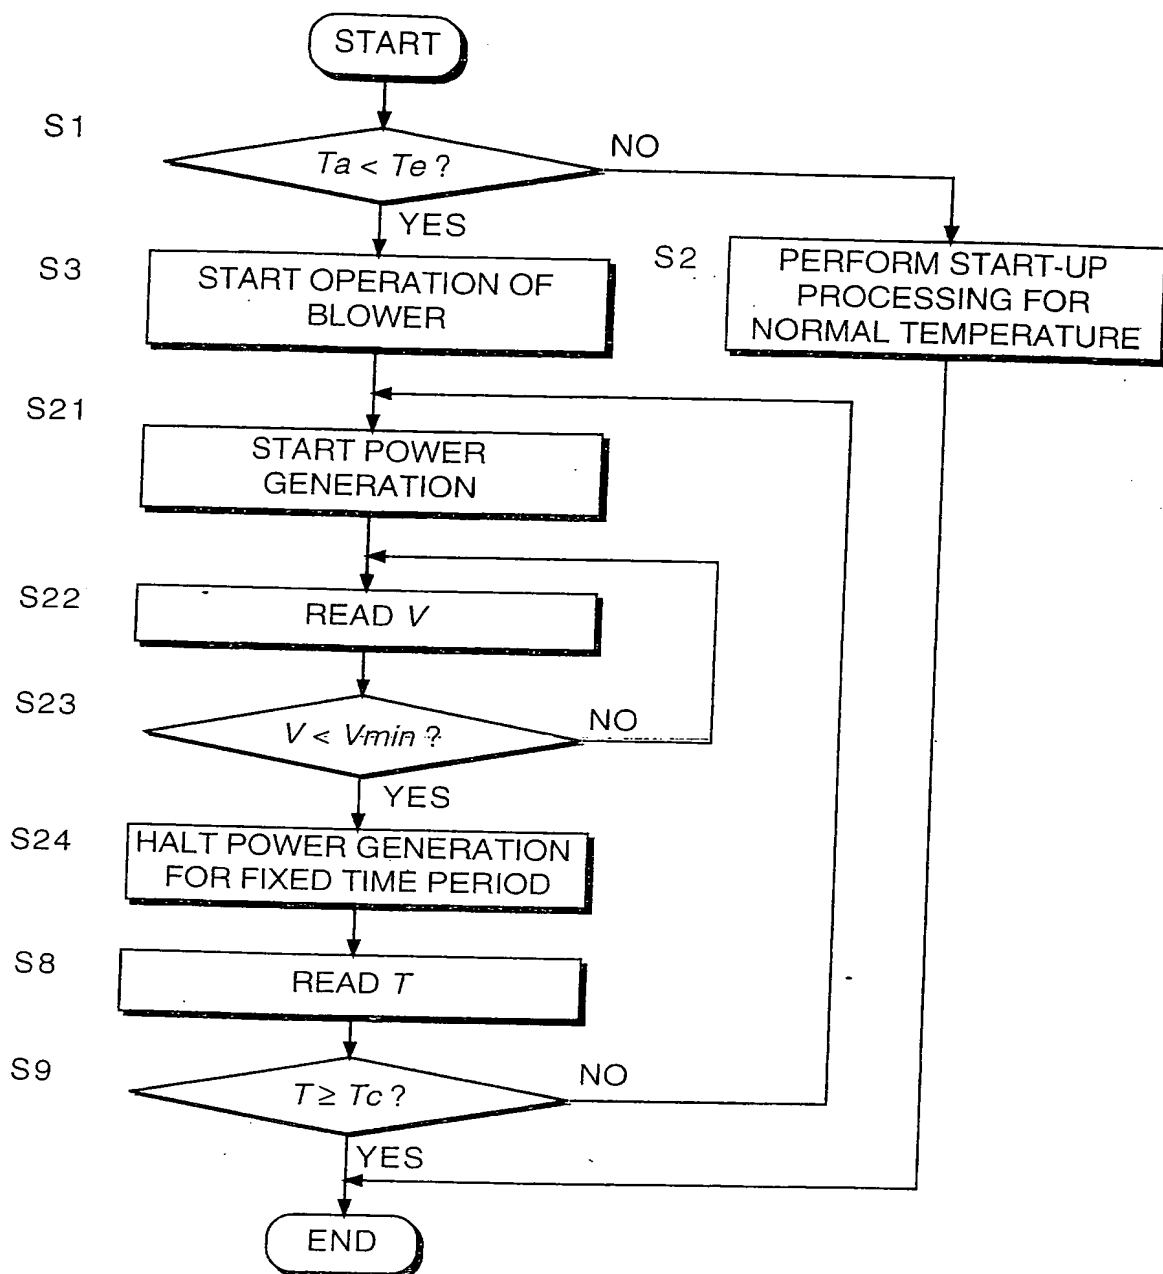 START
S1
Ta < Te ?
NO
YES
S3
START OPERATION OF
BLOWER
S2
PERFORM START-UP
PROCESSING FOR
NORMAL TEMPERATURE
S21
START POWER
GENERATION
S22
READ V
S23
V < Vmin ?
NO
YES
S24
HALT POWER GENERATION
FOR FIXED TIME PERIOD
S8
READ T
S9
T ≥ Tc ?
NO
YES
END